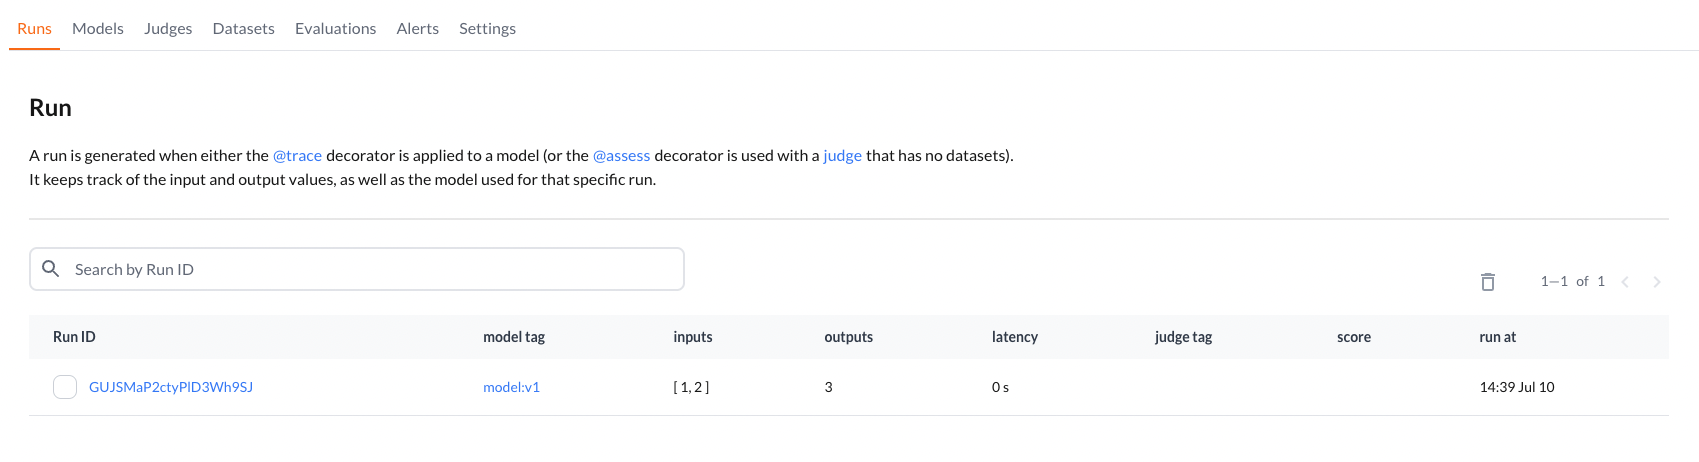 Runs Models Judges Datasets Evaluations Alerts Settings
Run
A run is generated when either the @trace decorator is applied to a model (or the @assess decorator is used with a judge that has no datasets).
It keeps track of the input and output values, as well as the model used for that specific run.
Search by Run ID
1–1 of 1
Run ID model tag inputs outputs latency judge tag score run at
GUJSMaP2ctyPlD3Wh9SJ model:v1 [ 1, 2 ] 3 0 s 14:39 Jul 10